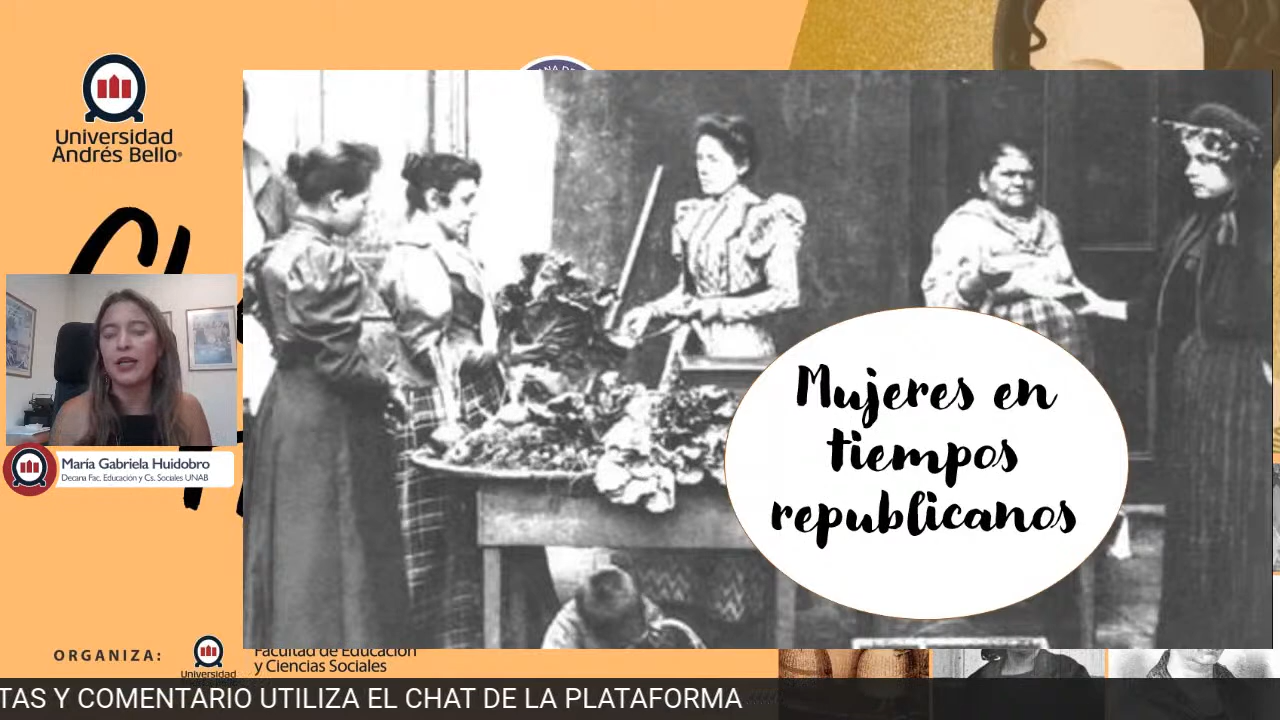 Universidad
Andrés Bello
Mujeres en
tiempos
republicanos
María Gabriela Huidobro
Decana Fac. Educación y Cs. Sociales UNAB
ORGANIZA:
Universidad
Facultad de Educación
y Ciencias Sociales
TAS Y COMENTARIO UTILIZA EL CHAT DE LA PLATAFORMA